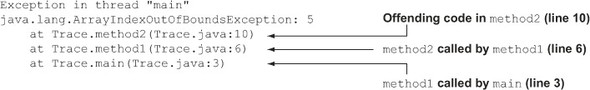 Exception in thread "main"
java.lang.ArrayIndexOutOfBoundsException: 5
at Trace.method2(Trace.java:10)
at Trace.method1(Trace.java:6)
at Trace.main(Trace.java:3)
Offending code in method2 (line 10)
method2 called by method1 (line 6)
method1 called by main (line 3)